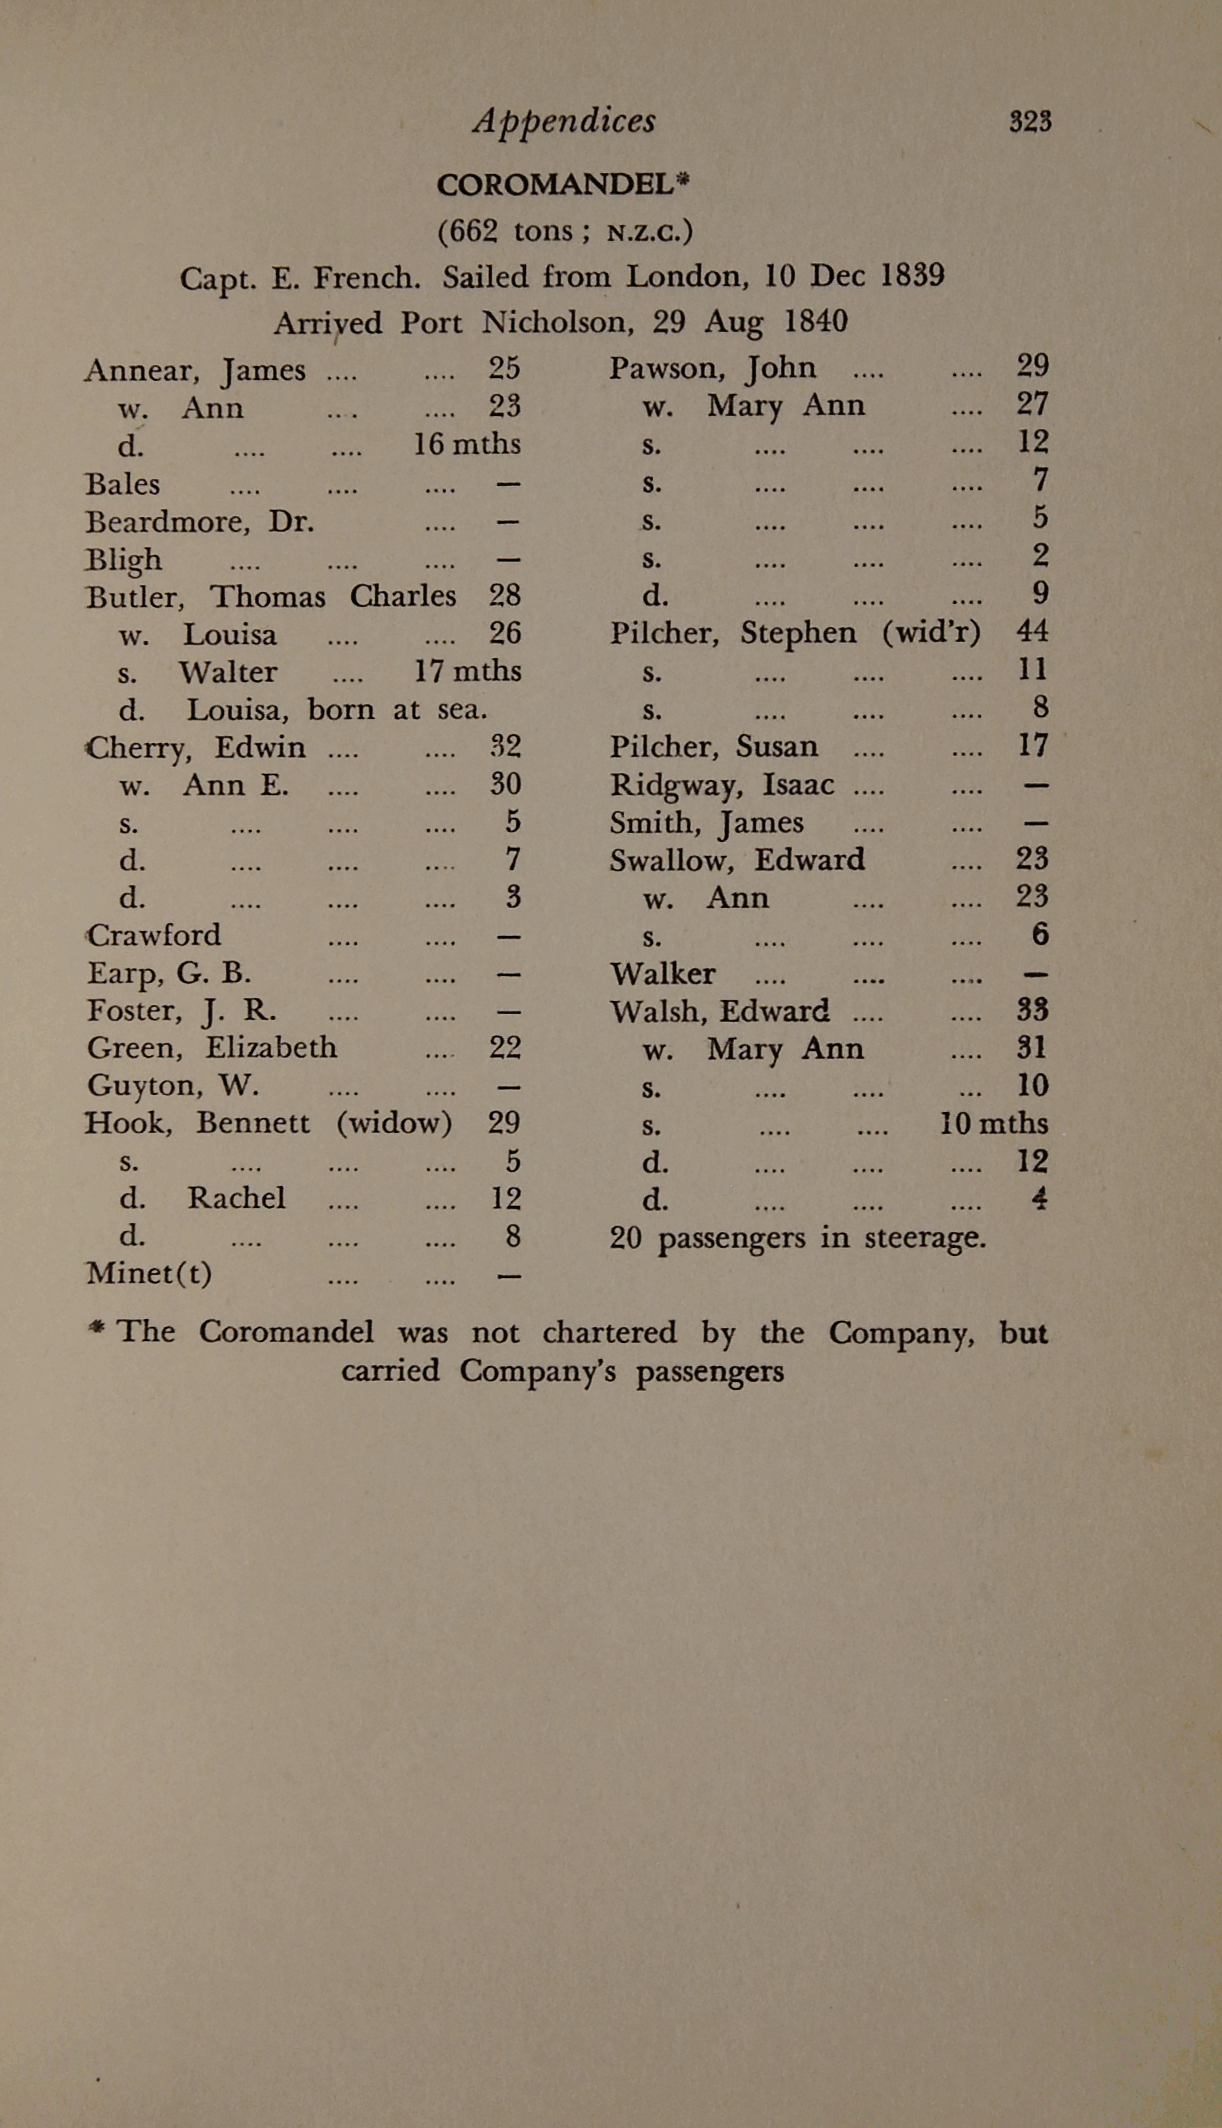 Appendices 323
COROMANDEL*
(662 tons ; N.Z.C.)
Capt. E. French. Sailed from London, 10 Dec 1839
Arrived Port Nicholson, 29 Aug 1840
Annear, James .... .... 25
w. Ann .... .... 23
d. .... .... 16 mths
Bales .... .... .... —
Beardmore, Dr. .... —
Bligh .... .... .... —
Butler, Thomas Charles 28
w. Louisa .... .... 26
s. Walter .... 17 mths
d. Louisa, born at sea.
Cherry, Edwin .... .... 32
w. Ann E. .... .... 30
s. .... .... .... 5
d. .... .... .... 7
d. .... .... .... 3
Crawford .... .... —
Earp, G. B. .... .... —
Foster, J. R. .... .... —
Green, Elizabeth .... 22
Guyton, W. .... .... —
Hook, Bennett (widow) 29
s. .... .... .... 5
d. Rachel .... .... 12
d. .... .... .... 8
Minet(t) .... .... —
Pawson, John .... .... 29
w. Mary Ann .... 27
s. .... .... .... 12
s. .... .... .... 7
s. .... .... .... 5
s. .... .... .... 2
d. .... .... .... 9
Pilcher, Stephen (wid'r) 44
s. .... .... .... 11
s. .... .... .... 8
Pilcher, Susan .... .... 17
Ridgway, Isaac .... .... —
Smith, James .... .... —
Swallow, Edward .... 23
w. Ann .... .... 23
s. .... .... .... 6
Walker .... .... .... —
Walsh, Edward .... .... 33
w. Mary Ann .... 31
s. .... .... ... 10
s. .... .... 10 mths
d. .... .... .... 12
d. .... .... .... 4
20 passengers in steerage.
* The Coromandel was not chartered by the Company, but
carried Company's passengers